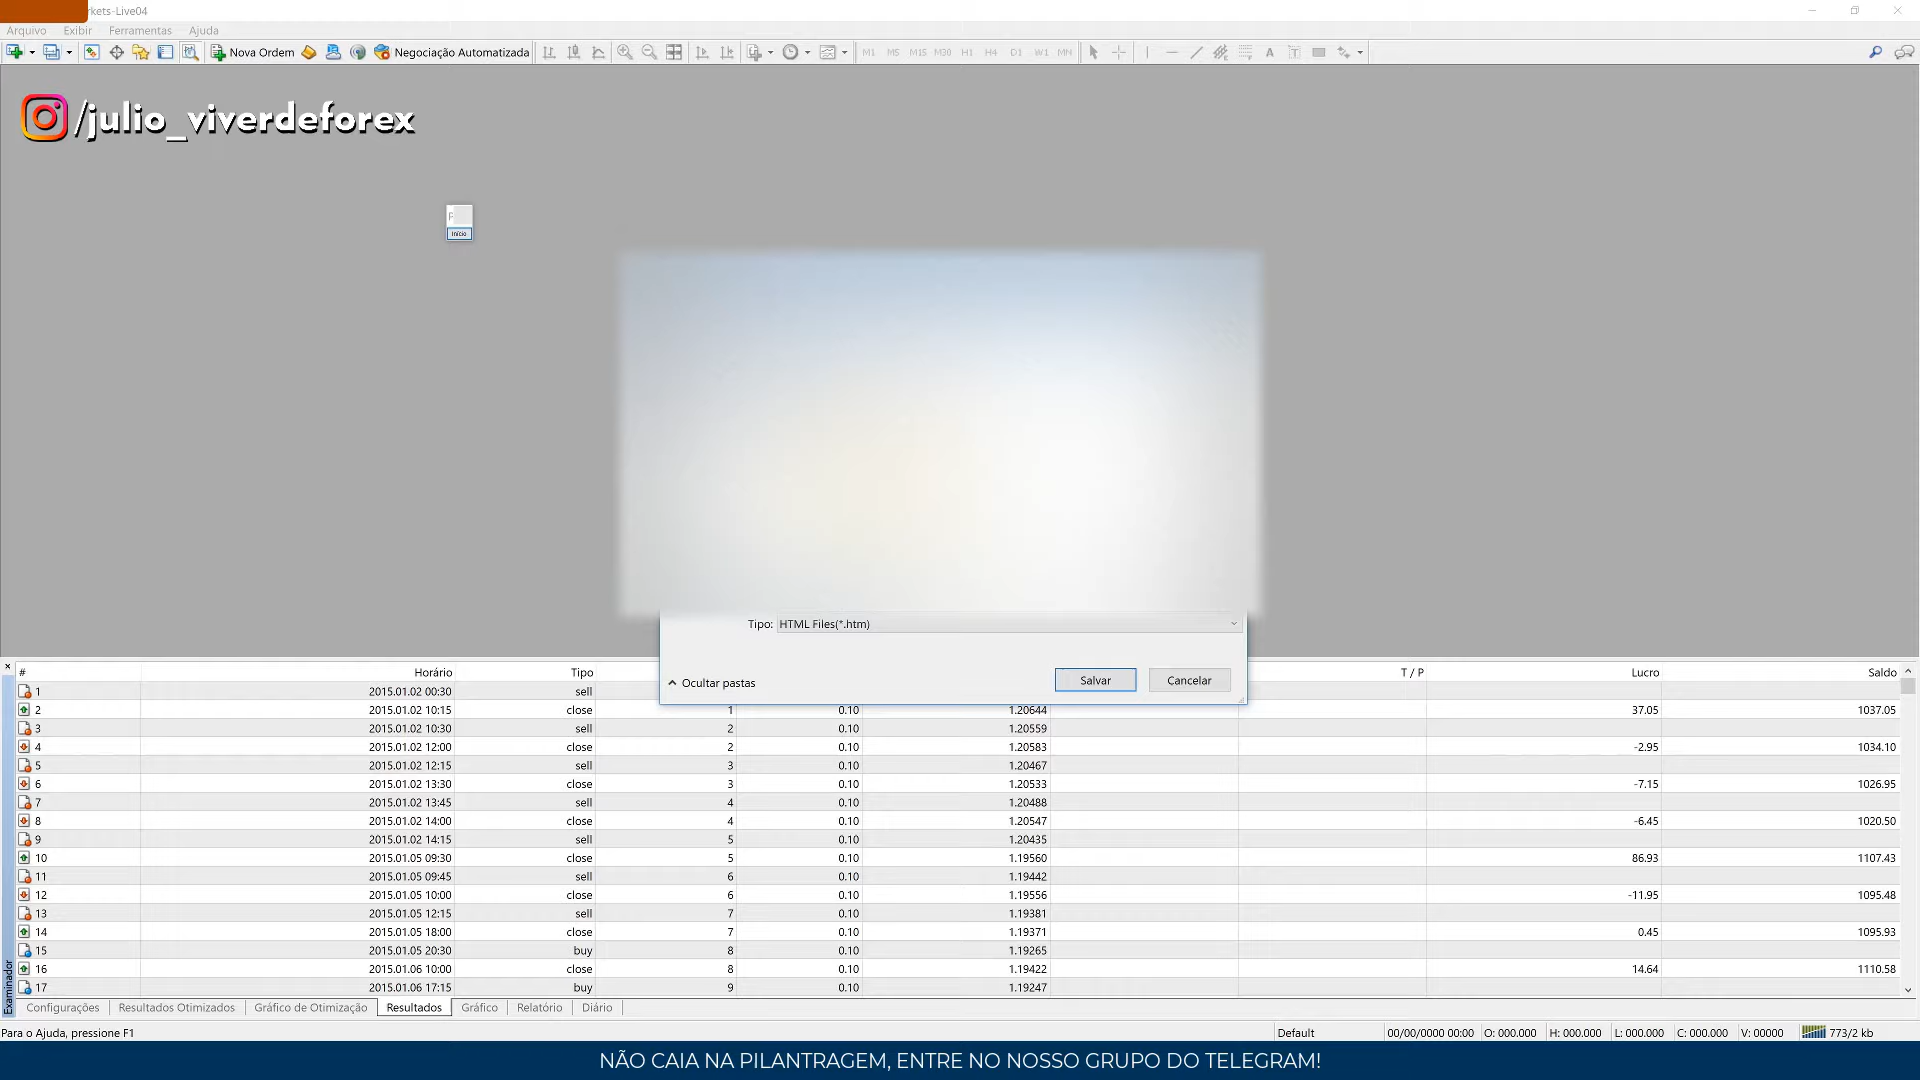 rkets-Live04
Arquivo Exibir Ferramentas Ajuda
Nova Ordem Negociação Automatizada M1 M5 M15 M30 H1 H4 D1 W1 MN A T
/julio_viverdeforex
Início
Tipo: HTML Files(*.htm)
Ocultar pastas Salvar Cancelar
# Horário Tipo T / P Lucro Saldo
1 2015.01.02 00:30 sell
2 2015.01.02 10:15 close 1 0.10 1.20644 37.05 1037.05
3 2015.01.02 10:30 sell 2 0.10 1.20559
4 2015.01.02 12:00 close 2 0.10 1.20583 -2.95 1034.10
5 2015.01.02 12:15 sell 3 0.10 1.20467
6 2015.01.02 13:30 close 3 0.10 1.20533 -7.15 1026.95
7 2015.01.02 13:45 sell 4 0.10 1.20488
8 2015.01.02 14:00 close 4 0.10 1.20547 -6.45 1020.50
9 2015.01.02 14:15 sell 5 0.10 1.20435
10 2015.01.05 09:30 close 5 0.10 1.19560 86.93 1107.43
11 2015.01.05 09:45 sell 6 0.10 1.19442
12 2015.01.05 10:00 close 6 0.10 1.19556 -11.95 1095.48
13 2015.01.05 12:15 sell 7 0.10 1.19381
14 2015.01.05 18:00 close 7 0.10 1.19371 0.45 1095.93
15 2015.01.05 20:30 buy 8 0.10 1.19265
16 2015.01.06 10:00 close 8 0.10 1.19422 14.64 1110.58
17 2015.01.06 17:15 buy 9 0.10 1.19247
Examinador
Configurações Resultados Otimizados Gráfico de Otimização Resultados Gráfico Relatório Diário
Para o Ajuda, pressione F1 Default 00/00/0000 00:00 O: 000.000 H: 000.000 L: 000.000 C: 000.000 V: 00000 773/2 kb
NÃO CAIA NA PILANTRAGEM, ENTRE NO NOSSO GRUPO DO TELEGRAM!